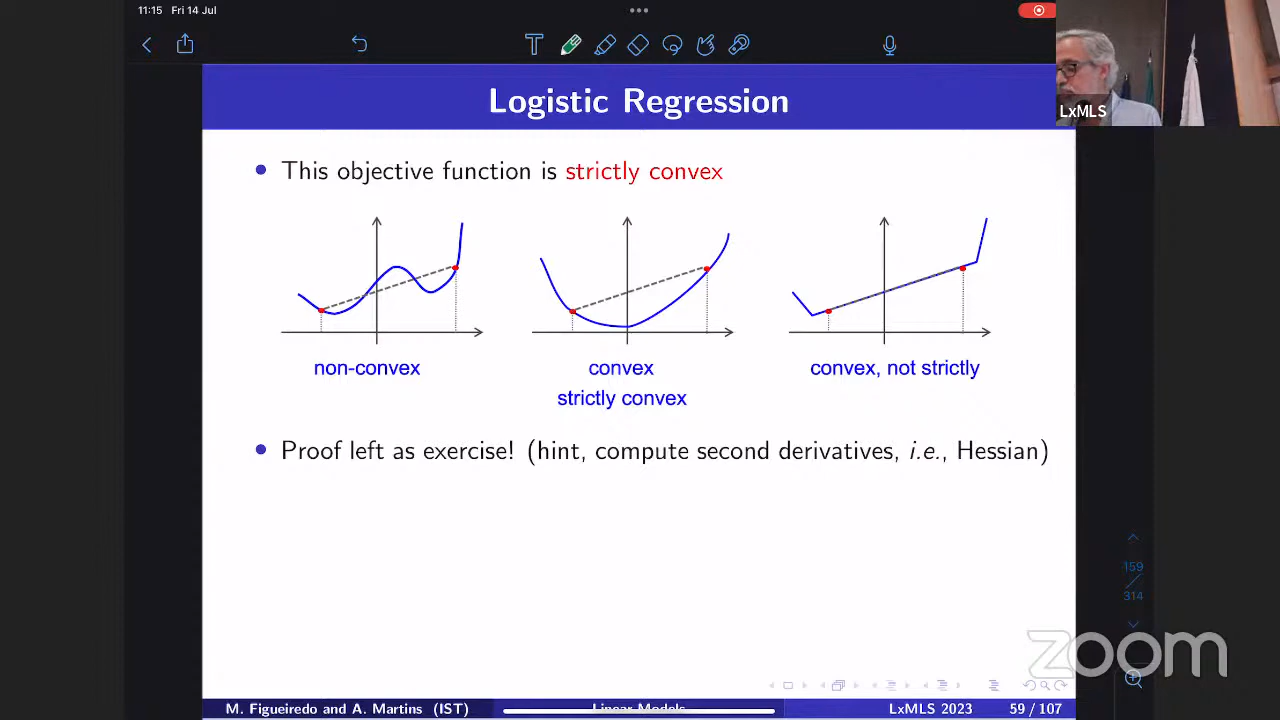 11:15 Fri 14 Jul
LxMLS
Logistic Regression
This objective function is strictly convex
non-convex
convex
strictly convex
convex, not strictly
Proof left as exercise! (hint, compute second derivatives, i.e., Hessian)
159
314
zoom
M. Figueiredo and A. Martins (IST)
Linear Models
LxMLS 2023
59 / 107